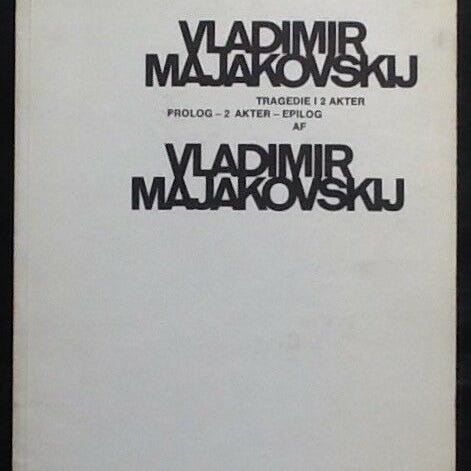 VLADIMIR
MAJAKOVSKIJ
TRAGEDIE I 2 AKTER
PROLOG – 2 AKTER – EPILOG
AF
VLADIMIR
MAJAKOVSKIJ